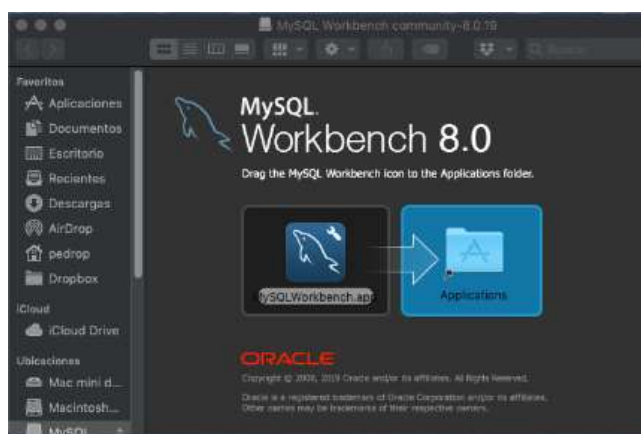 MySQL Workbench community-8.0.19
Buscar
Favoritos
Aplicaciones
Documentos
Escritorio
Recientes
Descargas
AirDrop
pedrop
Dropbox
iCloud
iCloud Drive
Ubicaciones
Mac mini d...
Macintosh...
MySQL
MySQL.
Workbench 8.0
Drag the MySQL Workbench icon to the Applications folder.
MySQLWorkbench.app
Applications
ORACLE
Copyright © 2008, 2019 Oracle and/or its affiliates. All Rights Reserved.
Oracle is a registered trademark of Oracle Corporation and/or its affiliates.
Other names may be trademarks of their respective owners.